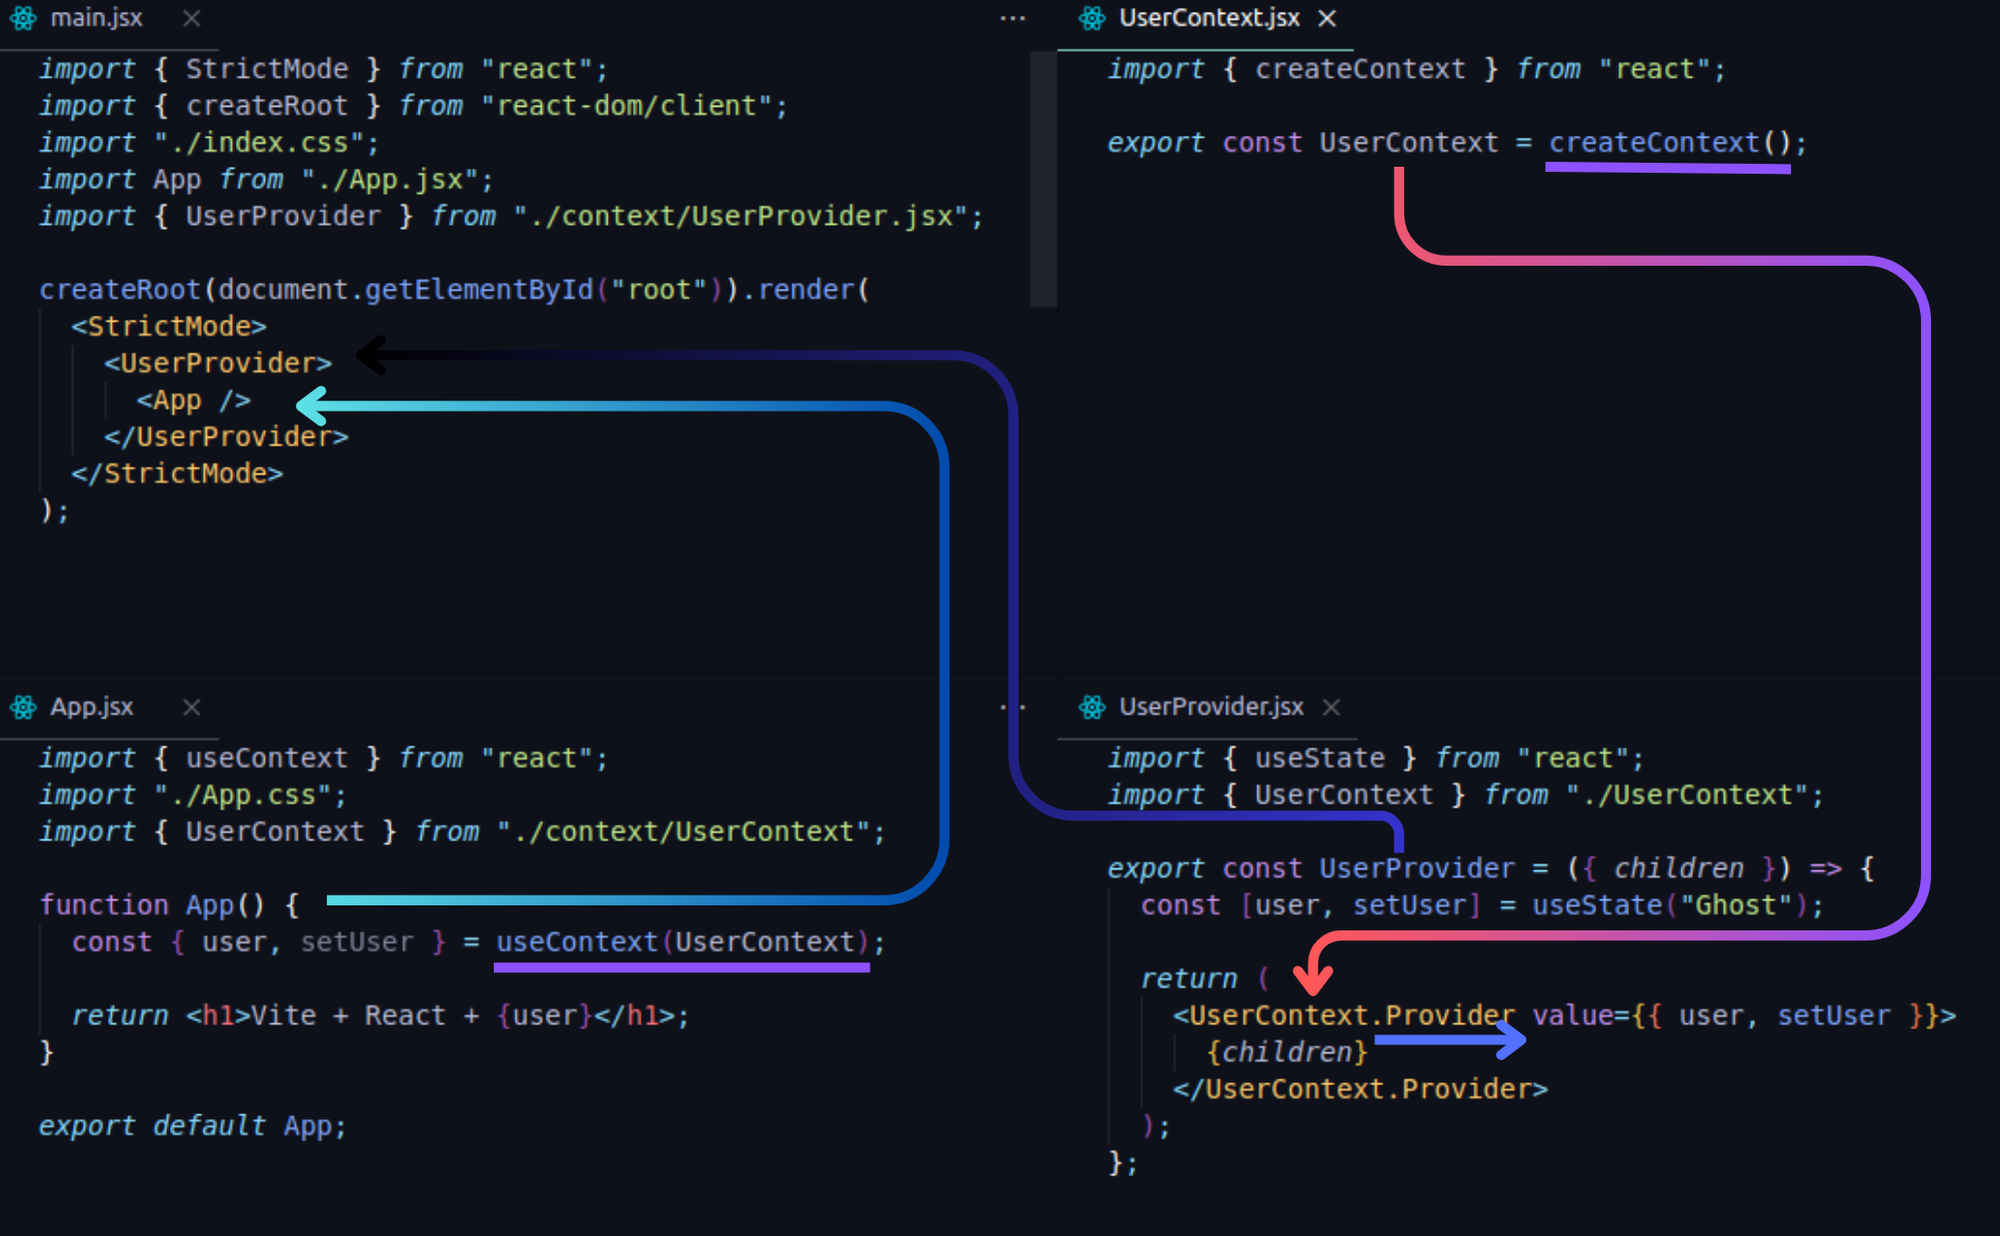 main.jsx
import { StrictMode } from "react";
import { createRoot } from "react-dom/client";
import "./index.css";
import App from "./App.jsx";
import { UserProvider } from "./context/UserProvider.jsx";
createRoot(document.getElementById("root")).render(
<StrictMode>
<UserProvider>
<App />
</UserProvider>
</StrictMode>
);
UserContext.jsx
import { createContext } from "react";
export const UserContext = createContext();
App.jsx
import { useContext } from "react";
import "./App.css";
import { UserContext } from "./context/UserContext";
function App() {
const { user, setUser } = useContext(UserContext);
return <h1>Vite + React + {user}</h1>;
}
export default App;
UserProvider.jsx
import { useState } from "react";
import { UserContext } from "./UserContext";
export const UserProvider = ({ children }) => {
const [user, setUser] = useState("Ghost");
return (
<UserContext.Provider value={{ user, setUser }}>
{children}
</UserContext.Provider>
);
};